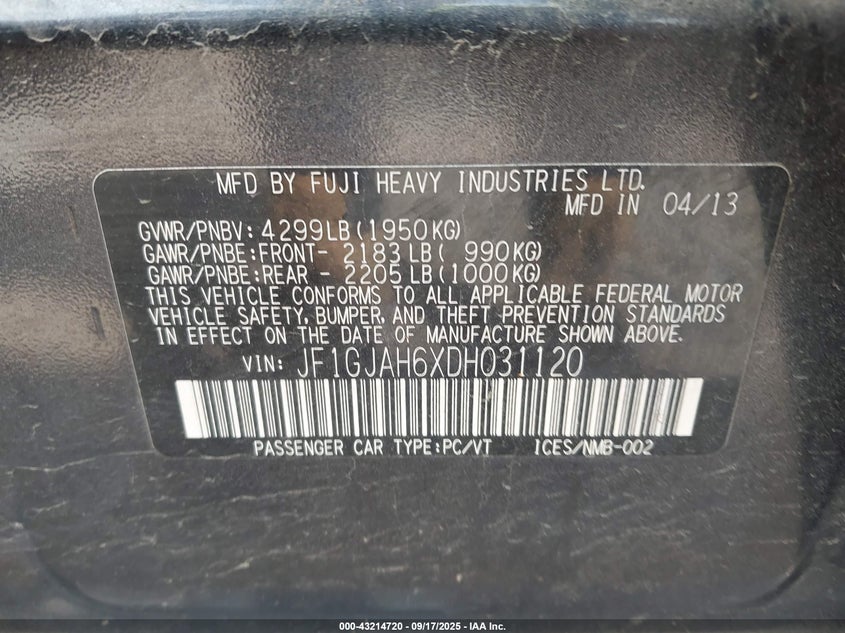 MFD BY FUJI HEAVY INDUSTRIES LTD.
MFD IN 04/13
GVWR/PNBV: 4299LB(1950KG)
GAWR/PNBE:FRONT- 2183LB( 990KG)
GAWR/PNBE:REAR - 2205LB(1000KG)
THIS VEHICLE CONFORMS TO ALL APPLICABLE FEDERAL MOTOR
VEHICLE SAFETY, BUMPER, AND THEFT PREVENTION STANDARDS
IN EFFECT ON THE DATE OF MANUFACTURE SHOWN ABOVE.
VIN: JF1GJAH6XDH031120
PASSENGER CAR TYPE:PC/VT ICES/NMB-002
000-43214720 - 09/17/2025 - IAA Inc.